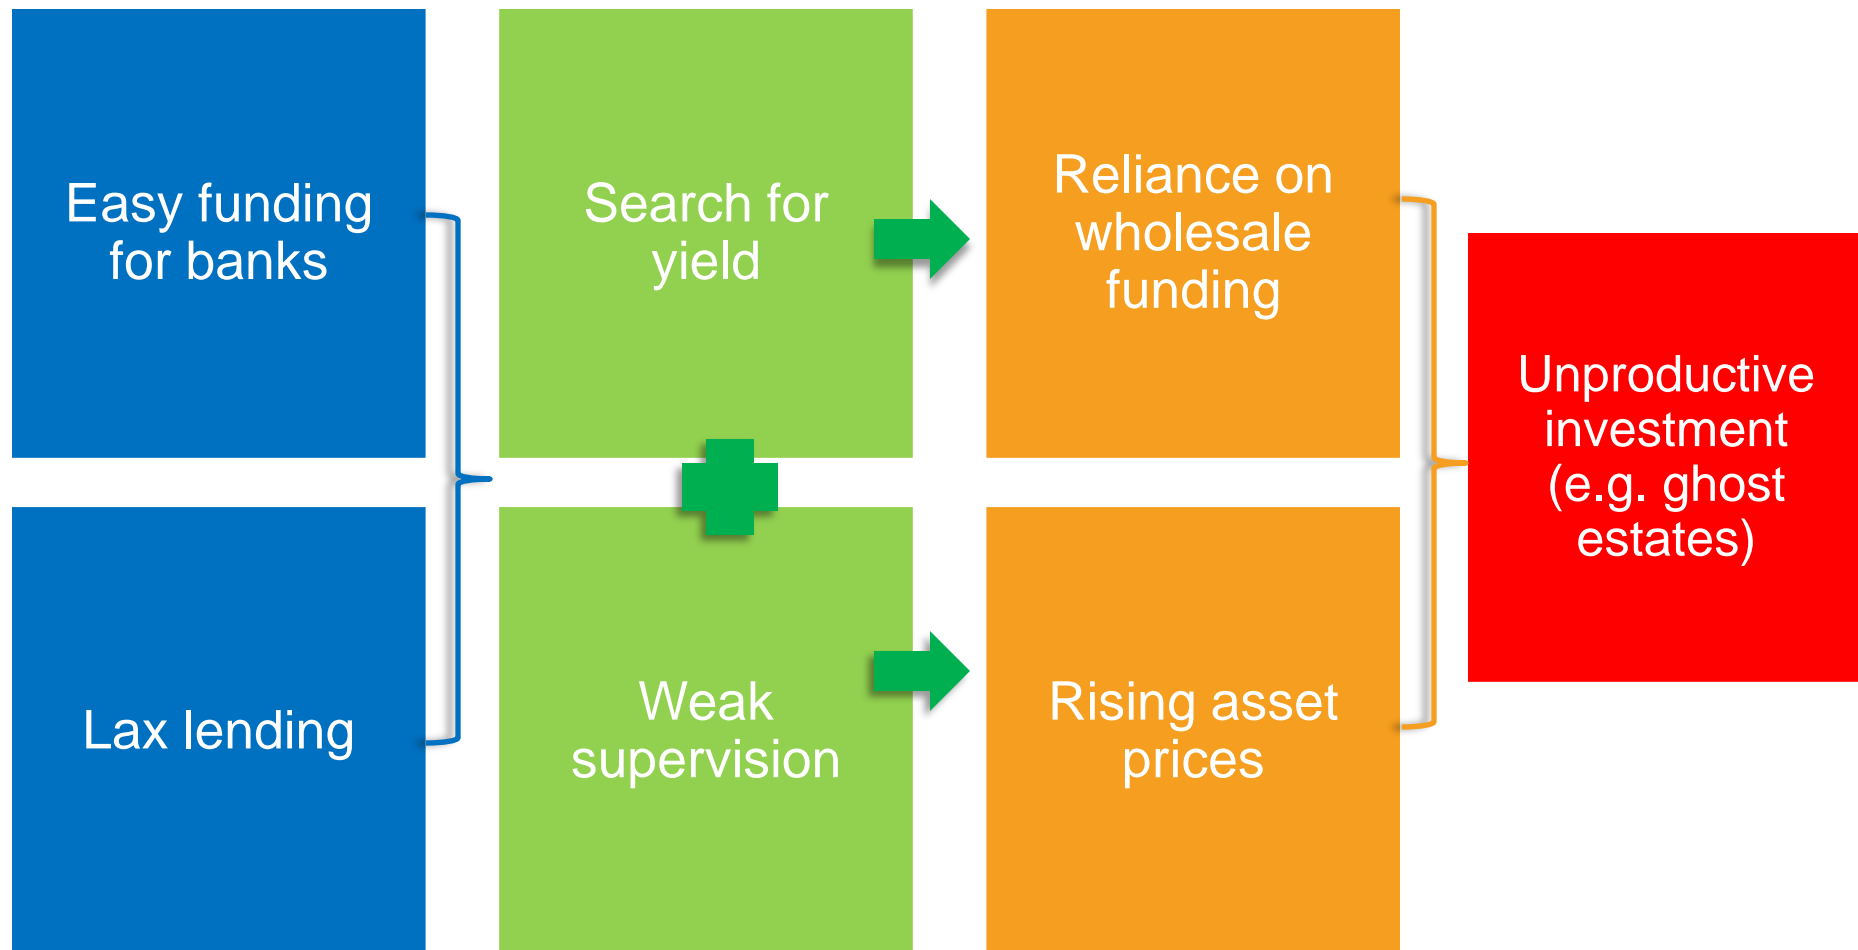 Easy funding
for banks
Search for
yield
Reliance on
wholesale
funding
Unproductive
investment
(e.g. ghost
estates)
Lax lending
Weak
supervision
Rising asset
prices